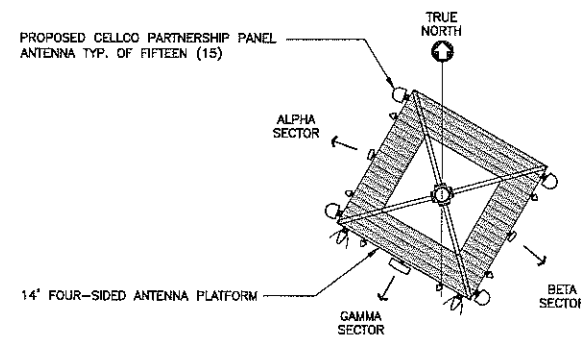 TRUE
NORTH
PROPOSED CELLCO PARTNERSHIP PANEL
ANTENNA TYP. OF FIFTEEN (15)
ALPHA
SECTOR
14' FOUR-SIDED ANTENNA PLATFORM
GAMMA
SECTOR
BETA
SECTOR